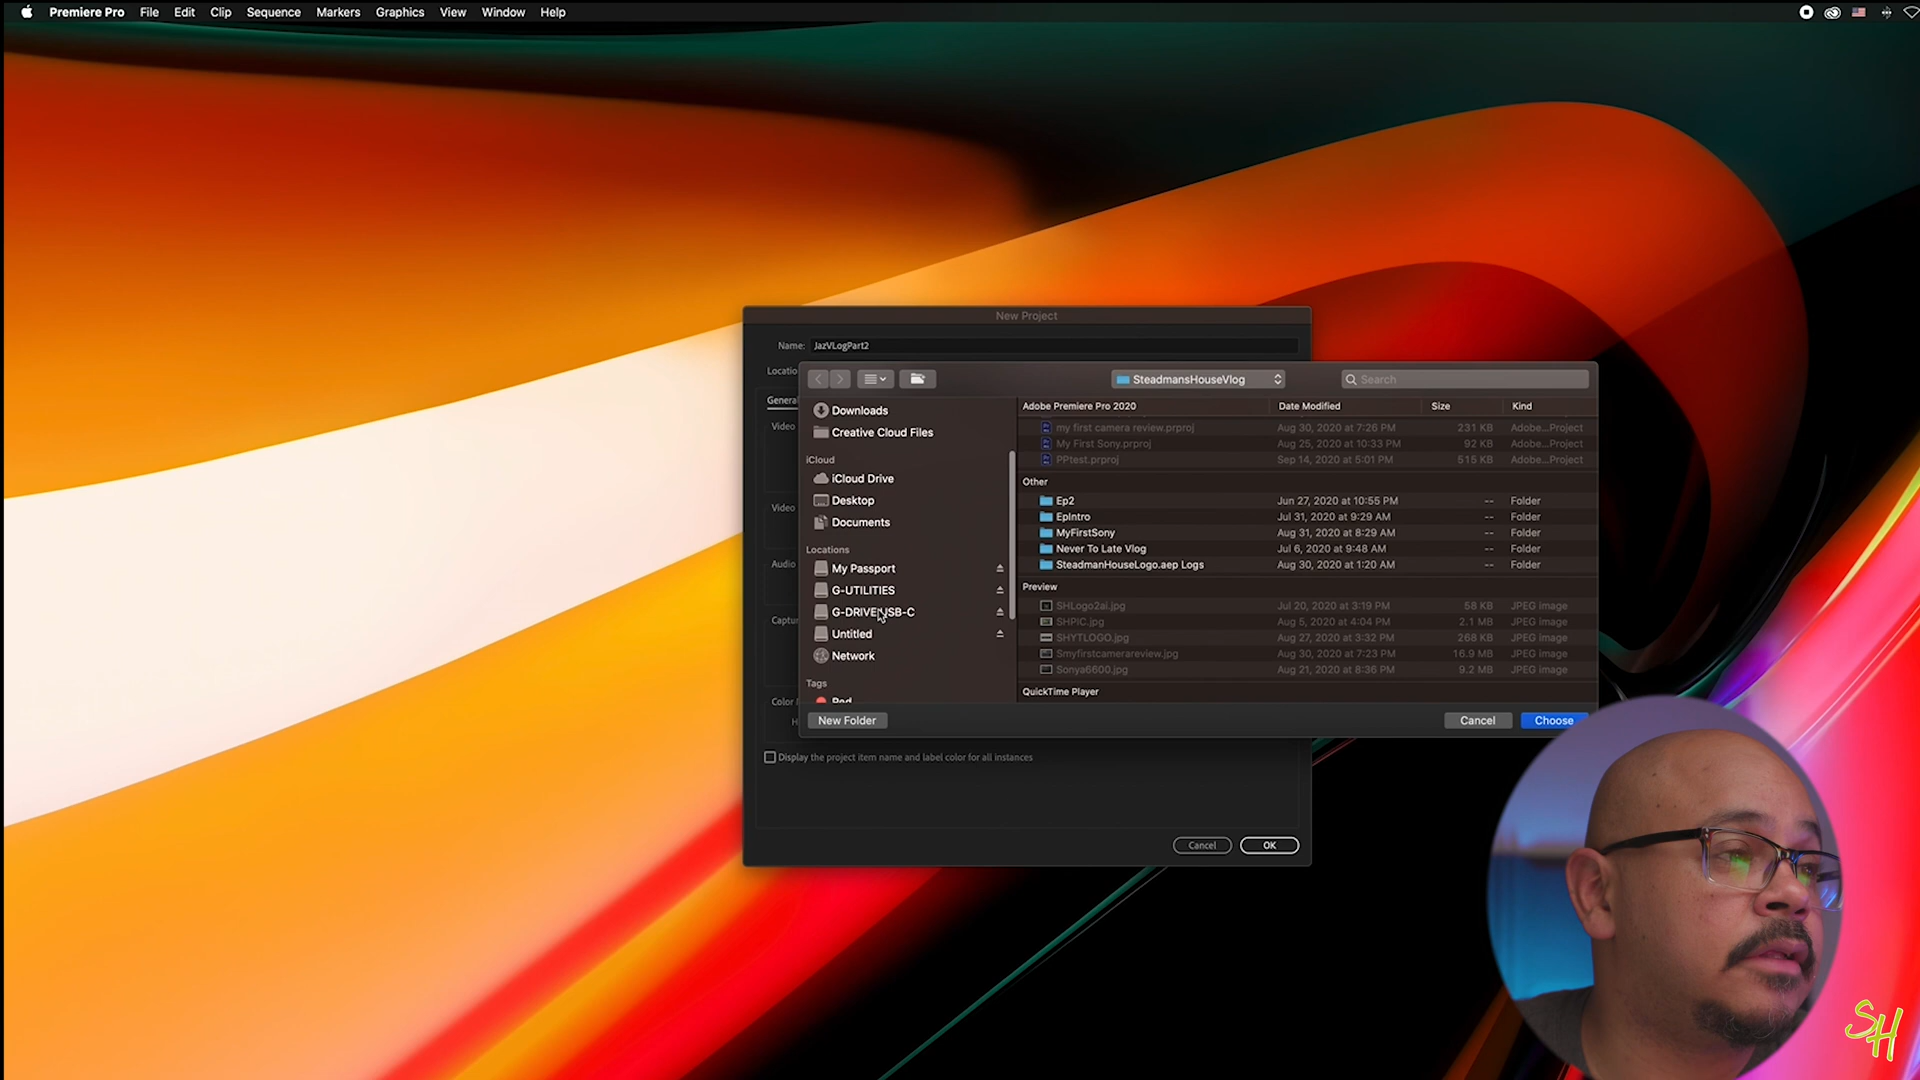 Premiere Pro File Edit Clip Sequence Markers Graphics View Window Help
New Project
Name: JazVLogPart2
Locatio
General
Video
Video
Audio
Captur
Color
H
SteadmansHouseVlog
Search
Downloads
Creative Cloud Files
iCloud
iCloud Drive
Desktop
Documents
Locations
My Passport
G-UTILITIES
G-DRIVE USB-C
Untitled
Network
Tags
Red
Adobe Premiere Pro 2020 Date Modified Size Kind
my first camera review.prproj Aug 30, 2020 at 7:26 PM 231 KB Adobe...Project
My First Sony.prproj Aug 25, 2020 at 10:33 PM 92 KB Adobe...Project
PPtest.prproj Sep 14, 2020 at 5:01 PM 515 KB Adobe...Project
Other
Ep2 Jun 27, 2020 at 10:55 PM -- Folder
EpIntro Jul 31, 2020 at 9:29 AM -- Folder
MyFirstSony Aug 31, 2020 at 8:29 AM -- Folder
Never To Late Vlog Jul 6, 2020 at 9:48 AM -- Folder
SteadmanHouseLogo.aep Logs Aug 30, 2020 at 1:20 AM -- Folder
Preview
SHLogo2ai.jpg Jul 20, 2020 at 3:19 PM 58 KB JPEG image
SHPIC.jpg Aug 5, 2020 at 4:04 PM 2.1 MB JPEG image
SHYTLOGO.jpg Aug 27, 2020 at 3:32 PM 268 KB JPEG image
Smyfirstcamerareview.jpg Aug 30, 2020 at 7:23 PM 16.9 MB JPEG image
Sonya6600.jpg Aug 21, 2020 at 8:36 PM 9.2 MB JPEG image
QuickTime Player
New Folder Cancel Choose
Display the project item name and label color for all instances
Cancel OK
SH